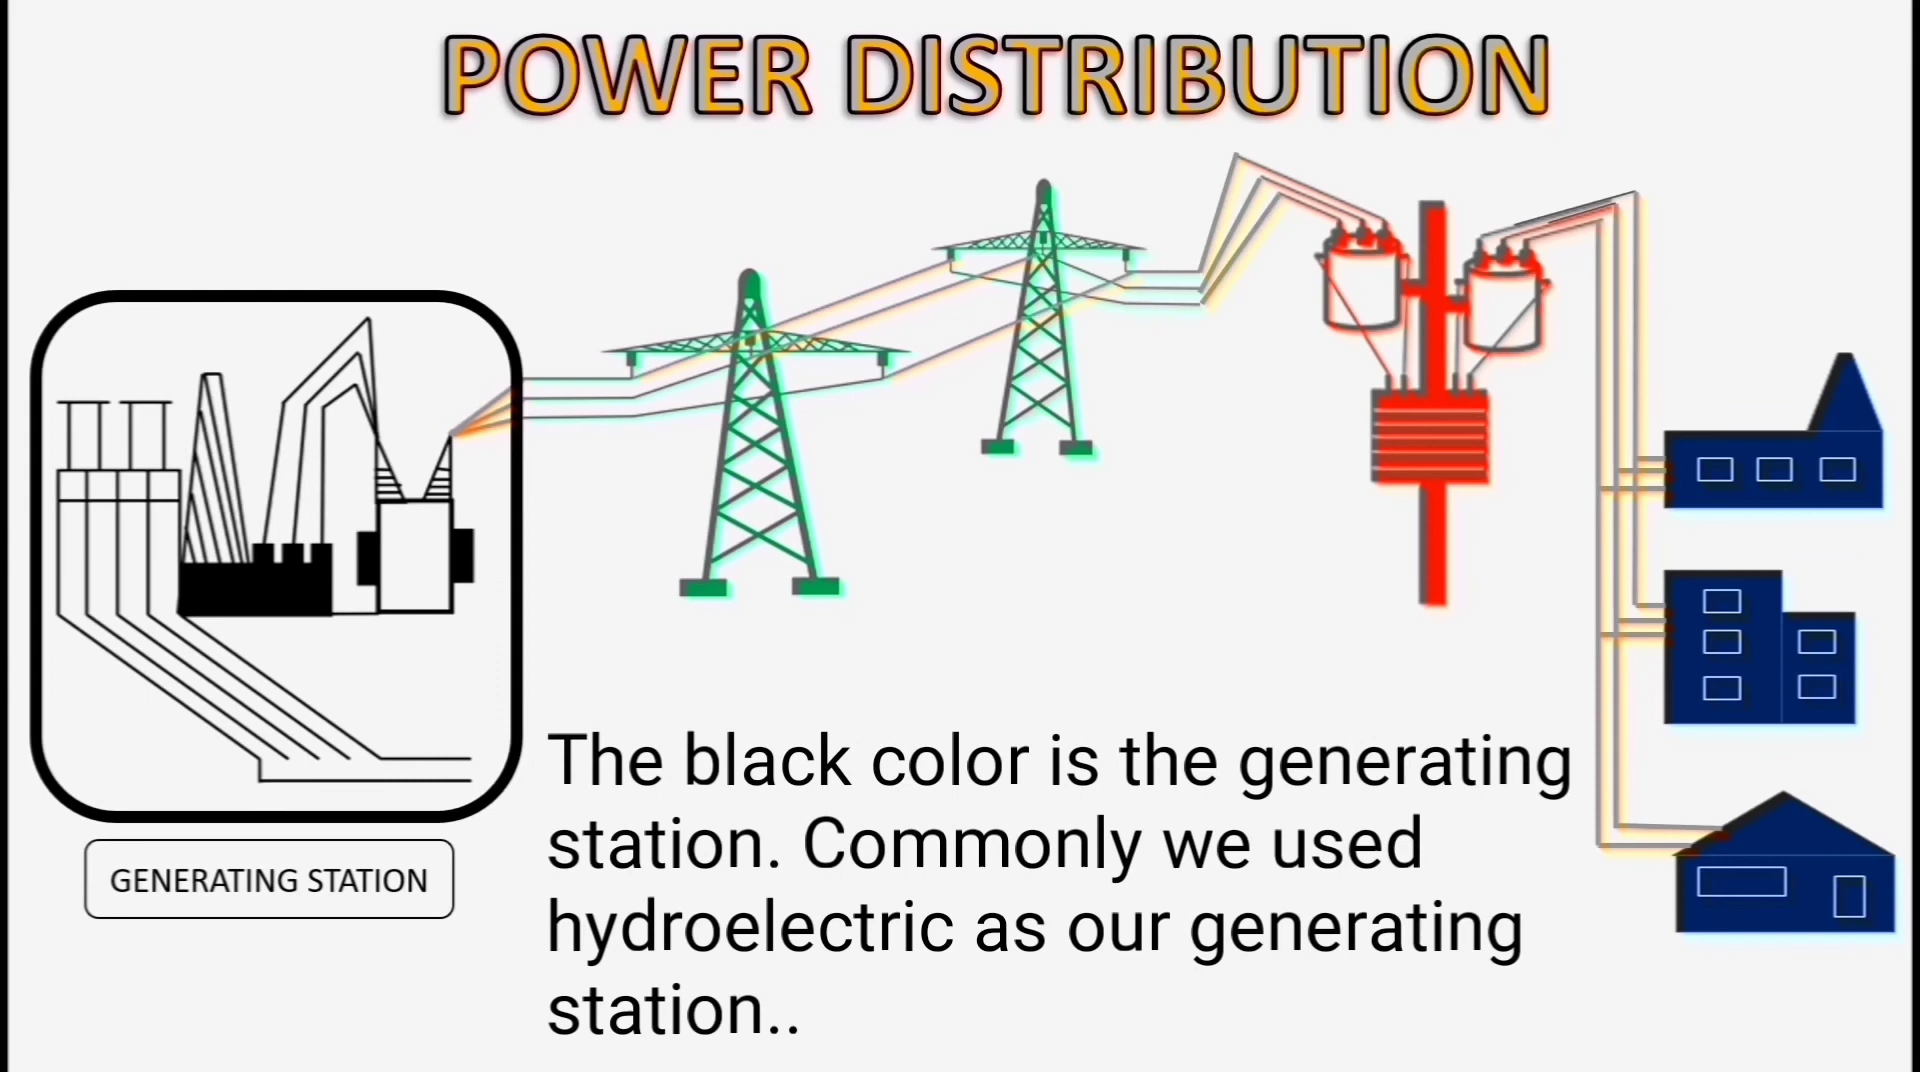 POWER DISTRIBUTION
The black color is the generating
station. Commonly we used
hydroelectric as our generating
station..
GENERATING STATION